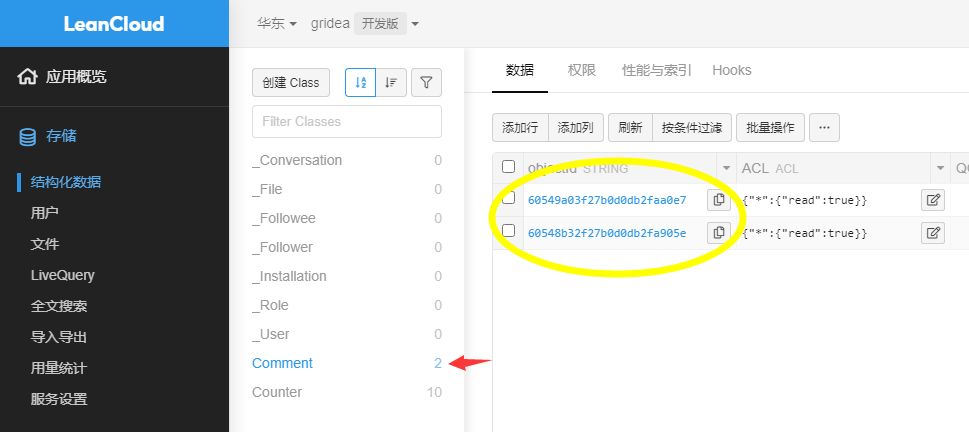 LeanCloud
华东
gridea 开发版
应用概览
存储
结构化数据
用户
文件
LiveQuery
全文搜索
导入导出
用量统计
服务设置
创建 Class
Filter Classes
_Conversation 0
_File 0
_Followee 0
_Follower 0
_Installation 0
_Role 0
_User 0
Comment 2
Counter 10
数据 权限 性能与索引 Hooks
添加行 添加列 刷新 按条件过滤 批量操作 ...
objectId STRING ACL ACL QQ
60549a03f27b0d0db2faa0e7 {"*":{"read":true}}
60548b32f27b0d0db2fa905e {"*":{"read":true}}